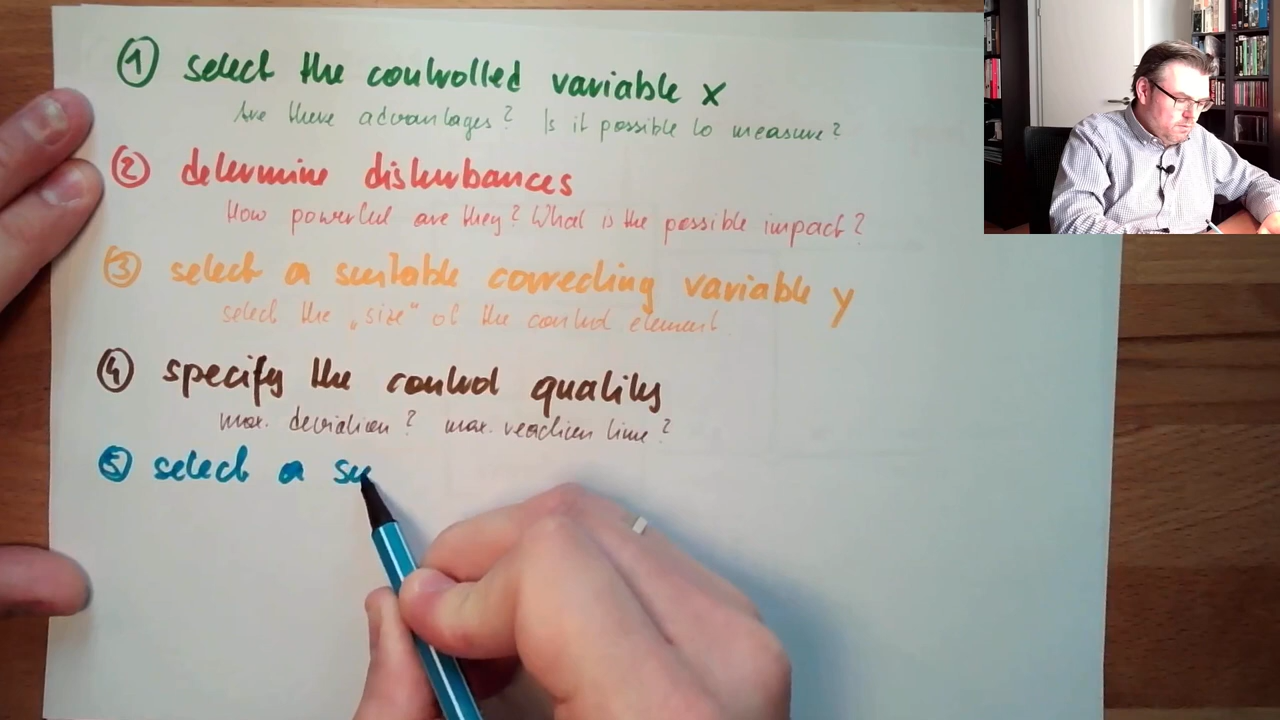 ① select the controlled variable x
Are there advantages? Is it possible to measure?
② determine disturbances
How powerful are they? What is the possible impact?
③ select a suitable correcting variable y
select the „size“ of the control element
④ specify the control quality
max. deviation? max. reaction time?
⑤ select a su